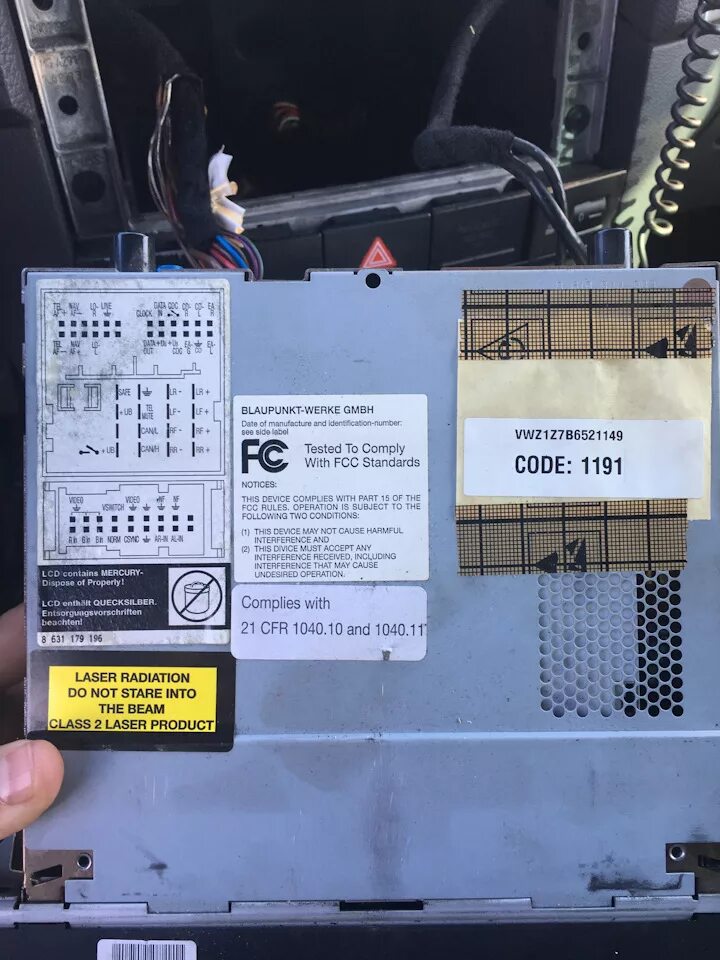 TEL NAV LO- LINE
AF+ AF- R
DATA CDC CD- CD- EA
CLOCK IN R L R
TEL NAV LO-
AF- AF+ L
DATA +Ub +Ub EA-
OUT CDC G CD L
SAFE LR - LR +
+ UB TEL MUTE LF - LF +
CAN/L RF - RF +
+UB CAN/H RR - RR +
VIDEO VIDEO +NF NF
VSWITCH
R in G in B in NORM CSYNC AR-IN AL-IN
LCD contains MERCURY-
Dispose of Properly!
LCD enthält QUECKSILBER.
Entsorgungsvorschriften
beachten!
8 631 179 196
LASER RADIATION
DO NOT STARE INTO
THE BEAM
CLASS 2 LASER PRODUCT
BLAUPUNKT-WERKE GMBH
Date of manufacture and identification-number:
see side label
FC Tested To Comply
With FCC Standards
NOTICES:
THIS DEVICE COMPLIES WITH PART 15 OF THE
FCC RULES. OPERATION IS SUBJECT TO THE
FOLLOWING TWO CONDITIONS:
(1) THIS DEVICE MAY NOT CAUSE HARMFUL
INTERFERENCE AND
(2) THIS DIVICE MUST ACCEPT ANY
INTERFERENCE RECEIVED, INCLUDING
INTERFERENCE THAT MAY CAUSE
UNDESIRED OPERATION.
Complies with
21 CFR 1040.10 and 1040.11
VWZ1Z7B6521149
CODE: 1191